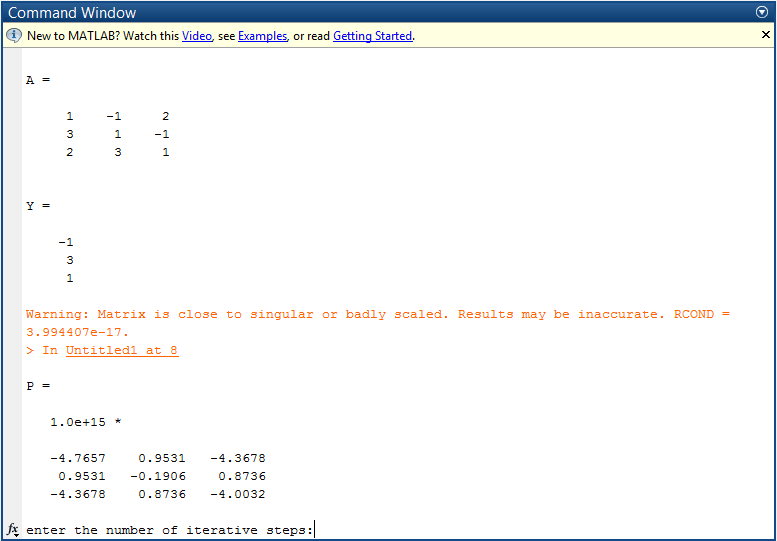 Command Window
New to MATLAB? Watch this Video, see Examples, or read Getting Started.
A =
1 -1 2
3 1 -1
2 3 1
Y =
-1
3
1
Warning: Matrix is close to singular or badly scaled. Results may be inaccurate. RCOND =
3.994407e-17.
> In Untitled1 at 8
P =
1.0e+15 *
-4.7657 0.9531 -4.3678
0.9531 -0.1906 0.8736
-4.3678 0.8736 -4.0032
fx enter the number of iterative steps: